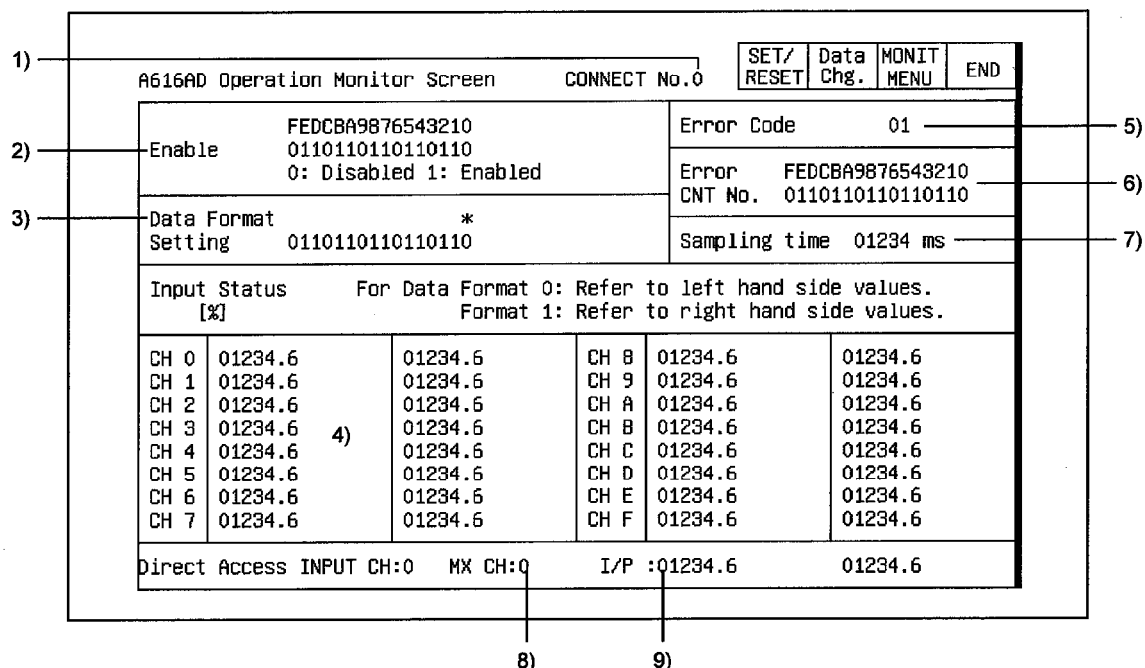 1)
A616AD Operation Monitor Screen CONNECT No.0
SET/ RESET
Data Chg.
MONIT MENU
END
2)
FEDCBA9876543210
Enable 0110110110110110
0: Disabled 1: Enabled
Error Code 01
5)
Error FEDCBA9876543210
CNT No. 0110110110110110
6)
3)
Data Format *
Setting 0110110110110110
Sampling time 01234 ms
7)
Input Status For Data Format 0: Refer to left hand side values.
[%] Format 1: Refer to right hand side values.
CH 0 01234.6 01234.6 CH 8 01234.6 01234.6
CH 1 01234.6 01234.6 CH 9 01234.6 01234.6
CH 2 01234.6 01234.6 CH A 01234.6 01234.6
CH 3 01234.6 4) 01234.6 CH B 01234.6 01234.6
CH 4 01234.6 01234.6 CH C 01234.6 01234.6
CH 5 01234.6 01234.6 CH D 01234.6 01234.6
CH 6 01234.6 01234.6 CH E 01234.6 01234.6
CH 7 01234.6 01234.6 CH F 01234.6 01234.6
Direct Access INPUT CH:0 MX CH:0 I/P :01234.6 01234.6
8) 9)